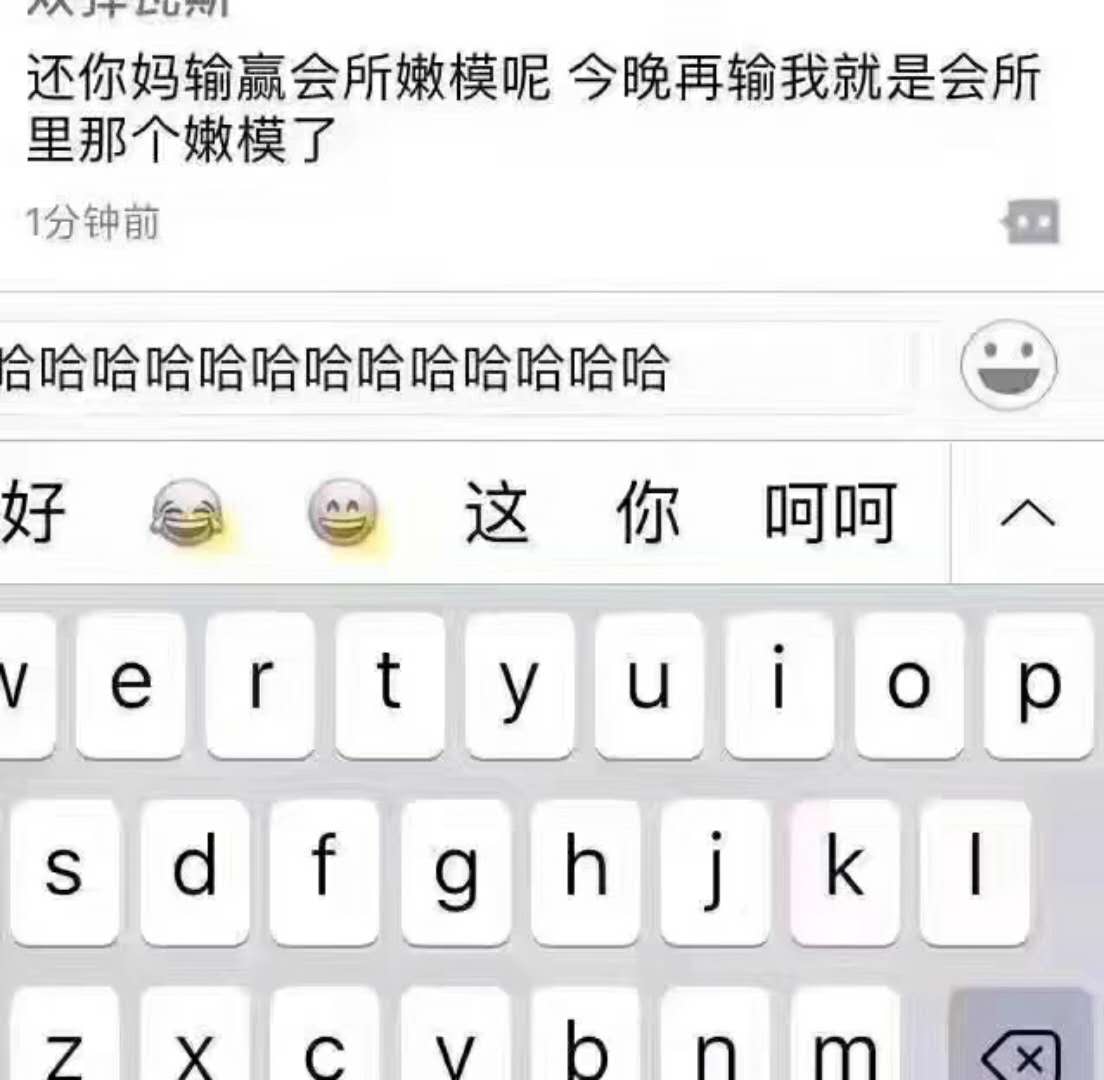 还你妈输赢会所嫩模呢 今晚再输我就是会所
里那个嫩模了
1分钟前
哈哈哈哈哈哈哈哈哈哈哈哈哈
好 😂 😄 这 你 呵呵
w e r t y u i o p
s d f g h j k l
z x c v b n m